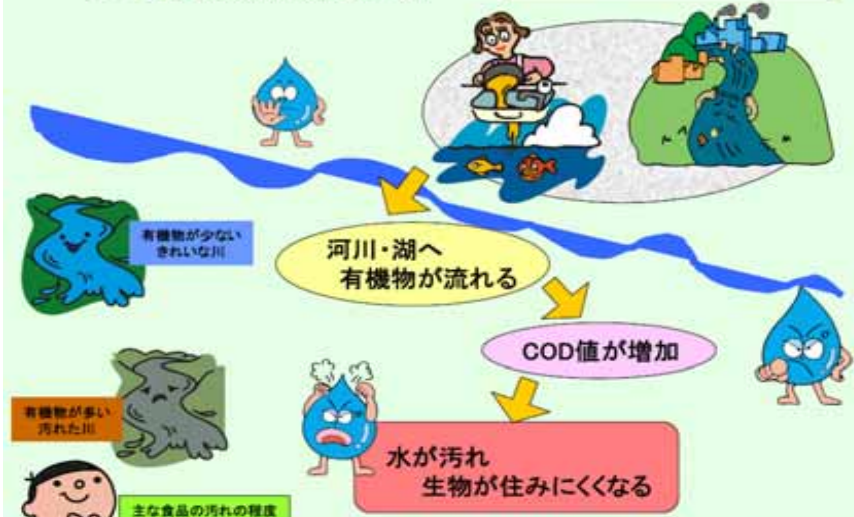 有機物が少ない
きれいな川
河川・湖へ
有機物が流れる
COD値が増加
有機物が多い
汚れた川
水が汚れ
生物が住みにくくなる
主な食品の汚れの程度